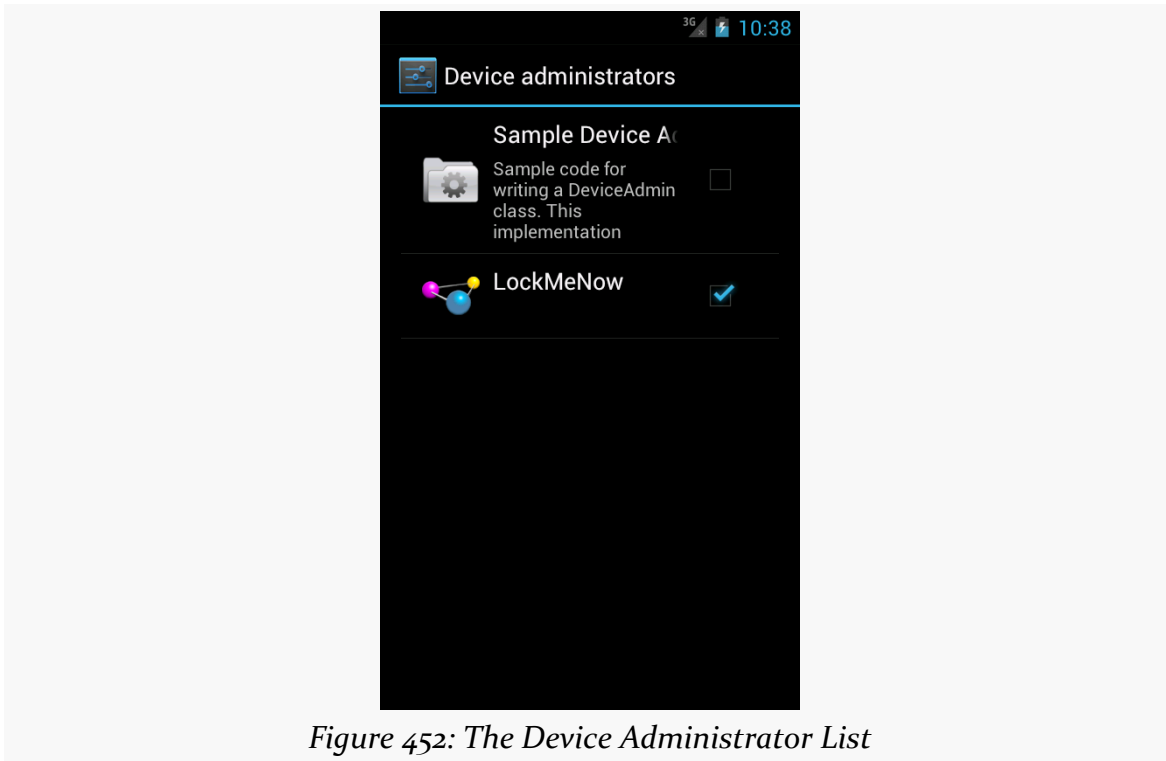 3G 10:38
Device administrators
Sample Device A
Sample code for
writing a DeviceAdmin
class. This
implementation
LockMeNow
Figure 452: The Device Administrator List